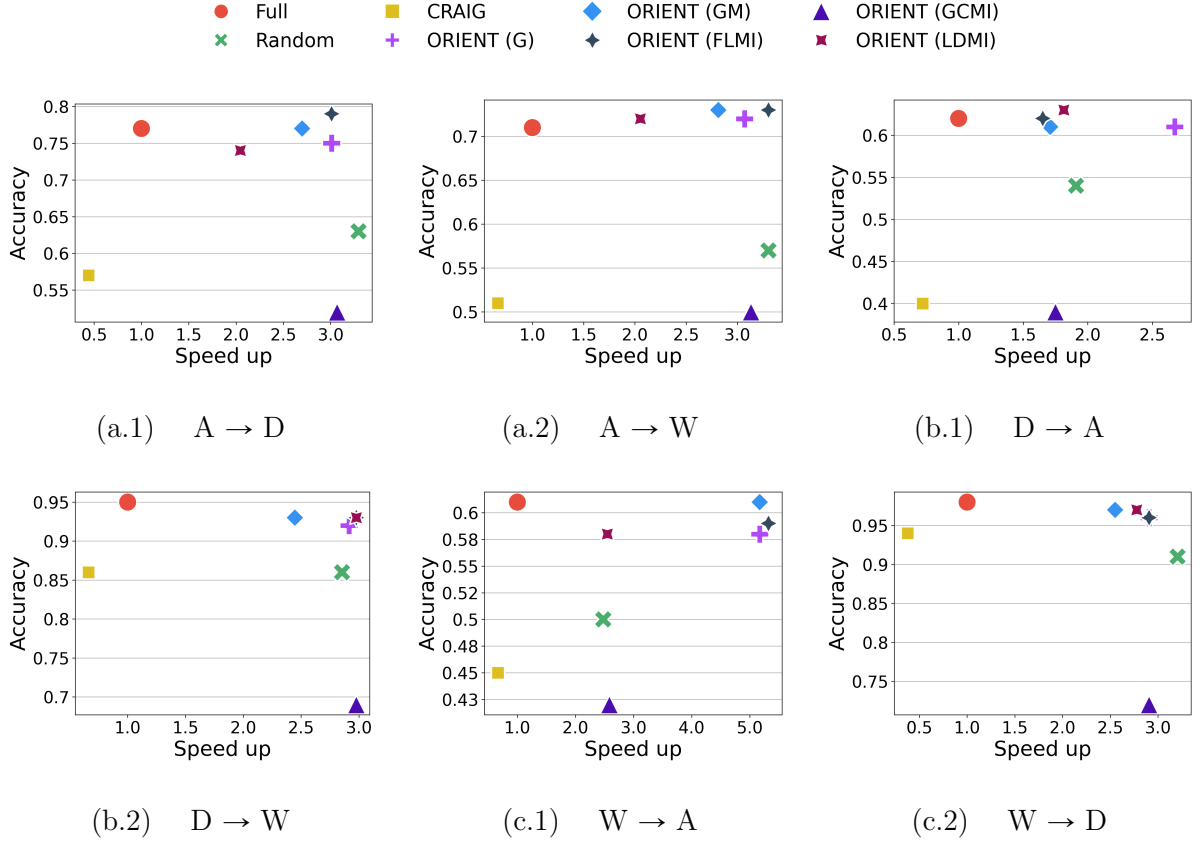 Full CRAIG ORIENT (GM) ORIENT (GCMI)
Random ORIENT (G) ORIENT (FLMI) ORIENT (LDMI)
0.8
0.75
0.7
0.65
0.6
0.55
Accuracy
0.5 1.0 1.5 2.0 2.5 3.0
Speed up
(a.1) A → D
0.7
0.65
0.6
0.55
0.5
Accuracy
1.0 1.5 2.0 2.5 3.0
Speed up
(a.2) A → W
0.6
0.55
0.5
0.45
0.4
Accuracy
0.5 1.0 1.5 2.0 2.5
Speed up
(b.1) D → A
0.95
0.9
0.85
0.8
0.75
0.7
Accuracy
1.0 1.5 2.0 2.5 3.0
Speed up
(b.2) D → W
0.6
0.58
0.55
0.52
0.5
0.48
0.45
0.43
Accuracy
1.0 2.0 3.0 4.0 5.0
Speed up
(c.1) W → A
0.95
0.9
0.85
0.8
0.75
Accuracy
0.5 1.0 1.5 2.0 2.5 3.0
Speed up
(c.2) W → D